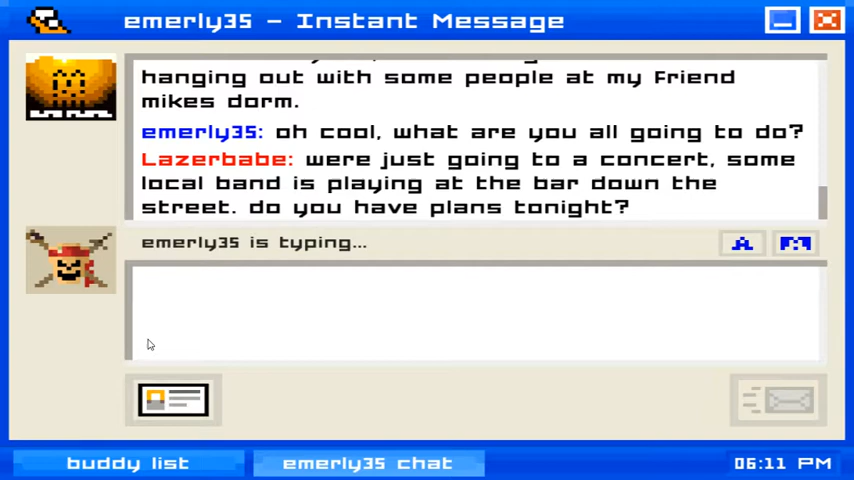 emerly35 - Instant Message
hanging out with some people at my Friend
mikes dorm.
emerly35: oh cool, what are you all going to do?
Lazerbabe: were just going to a concert, some
local band is playing at the bar down the
street. do you have plans tonight?
emerly35 is typing...
A
buddy list
emerly35 chat
06:11 PM